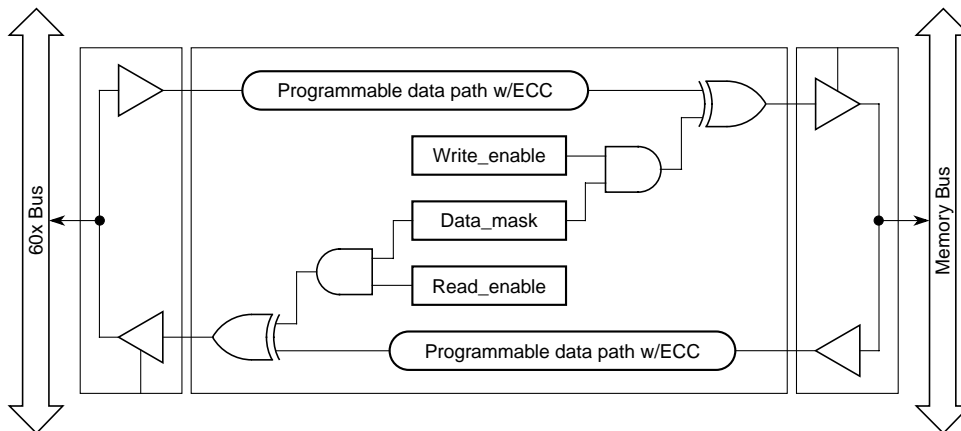 Programmable data path w/ECC
Write_enable
Data_mask
Read_enable
Programmable data path w/ECC
60x Bus
Memory Bus